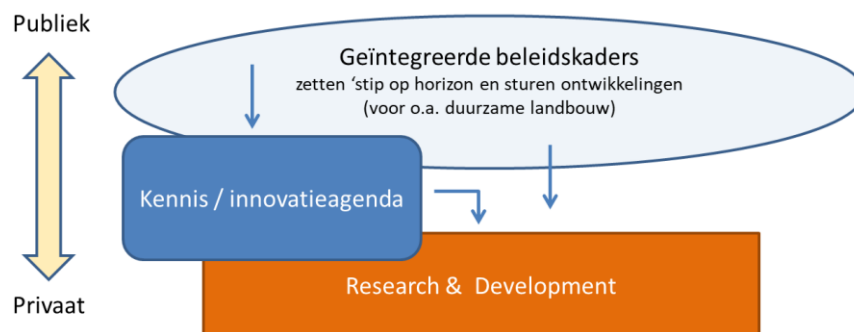 Publiek
Geïntegreerde beleidskaders
zetten ‘stip op horizon en sturen ontwikkelingen
(voor o.a. duurzame landbouw)
Kennis / innovatieagenda
Research & Development
Privaat